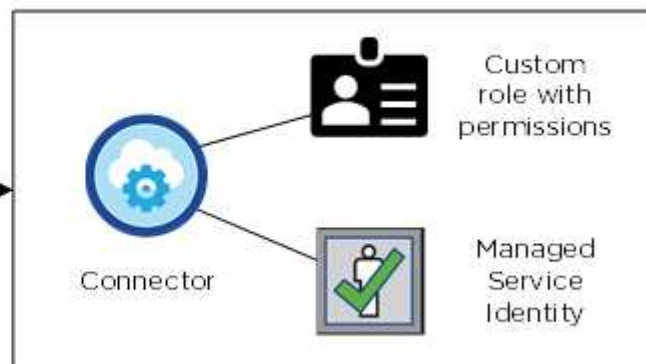 Custom
role with
permissions
Connector
Managed
Service
Identity